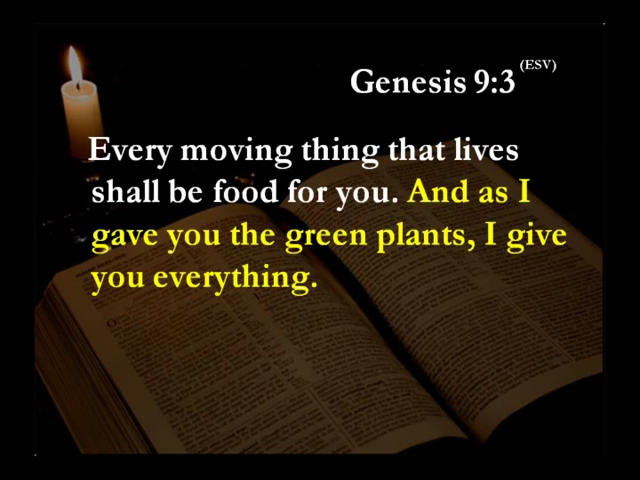 Genesis 9:3 (ESV)
Every moving thing that lives
shall be food for you. And as I
gave you the green plants, I give
you everything.